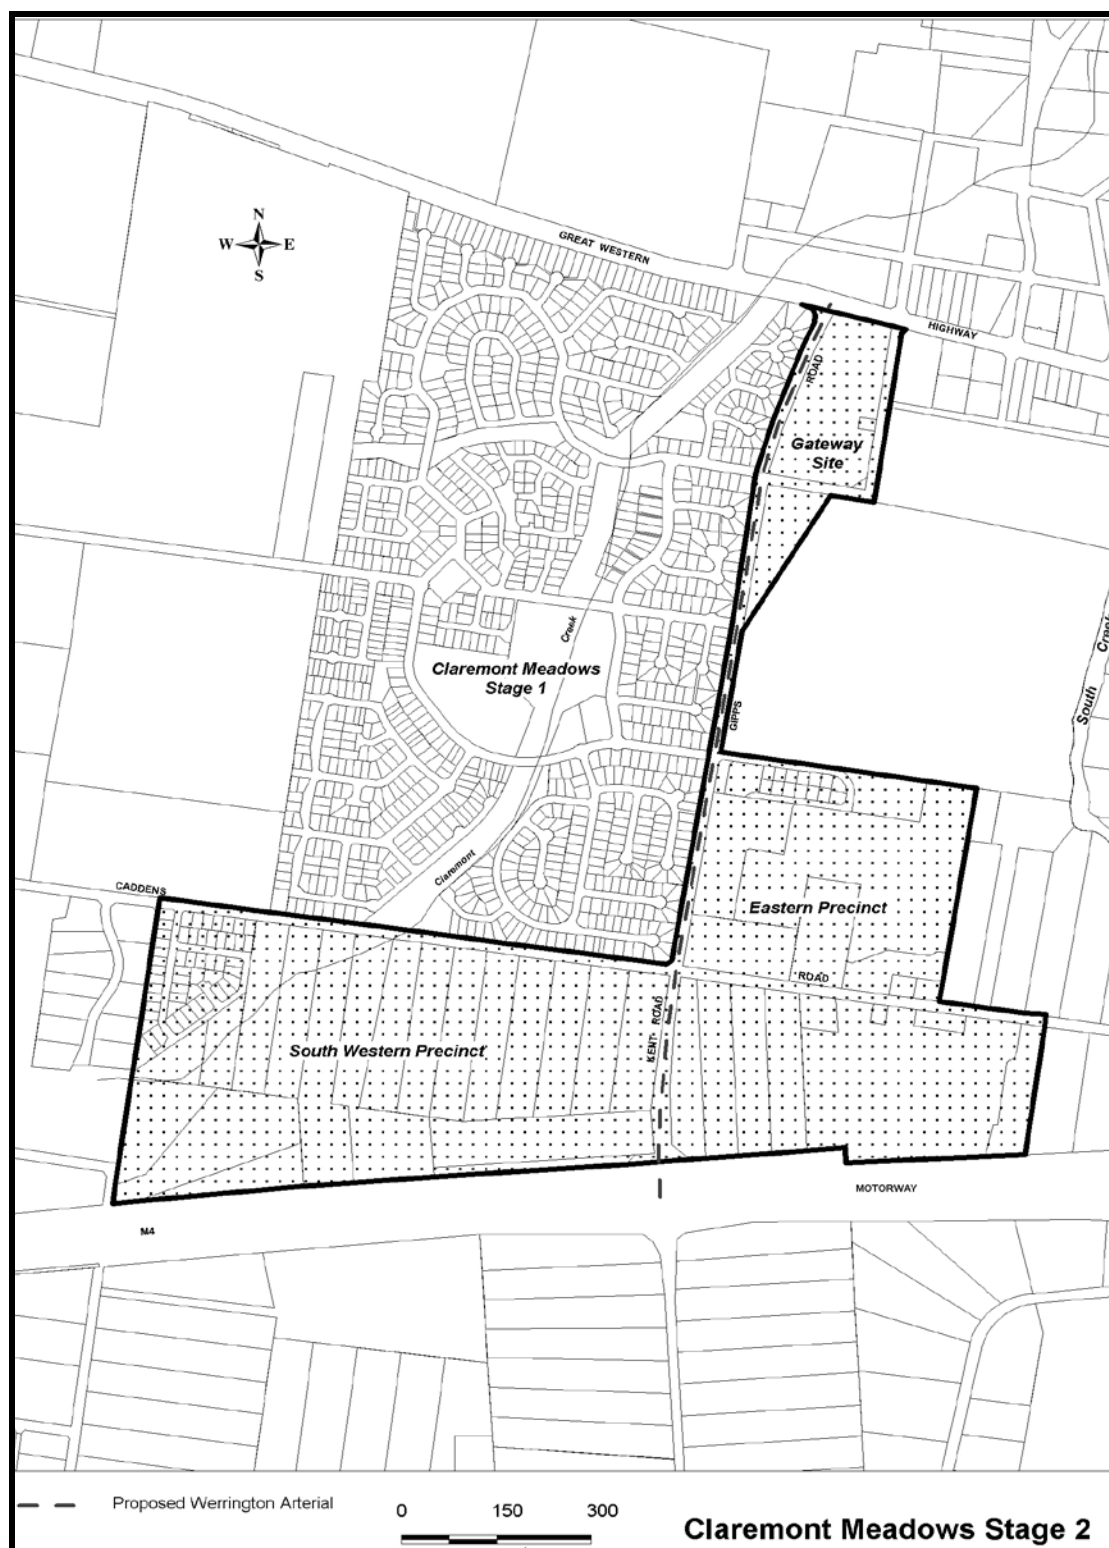 N
W E
S
GREAT WESTERN
HIGHWAY
ROAD
Gateway
Site
Creek
South
Creek
Claremont Meadows
Stage 1
GIPPS
Claremont
CADDENS
Eastern Precinct
ROAD
KENT ROAD
South Western Precinct
MOTORWAY
M4
Proposed Werrington Arterial
0 150 300
Claremont Meadows Stage 2